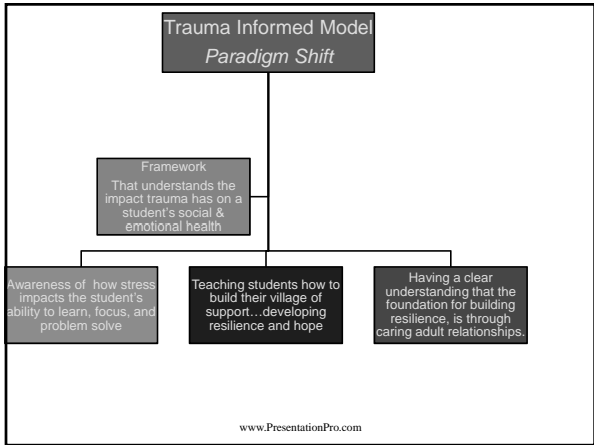 Trauma Informed Model
Paradigm Shift
Framework
That understands the
impact trauma has on a
student's social &
emotional health
Awareness of how stress
impacts the student's
ability to learn, focus, and
problem solve
Teaching students how to
build their village of
support…developing
resilience and hope
Having a clear
understanding that the
foundation for building
resilience, is through
caring adult relationships.
www.PresentationPro.com